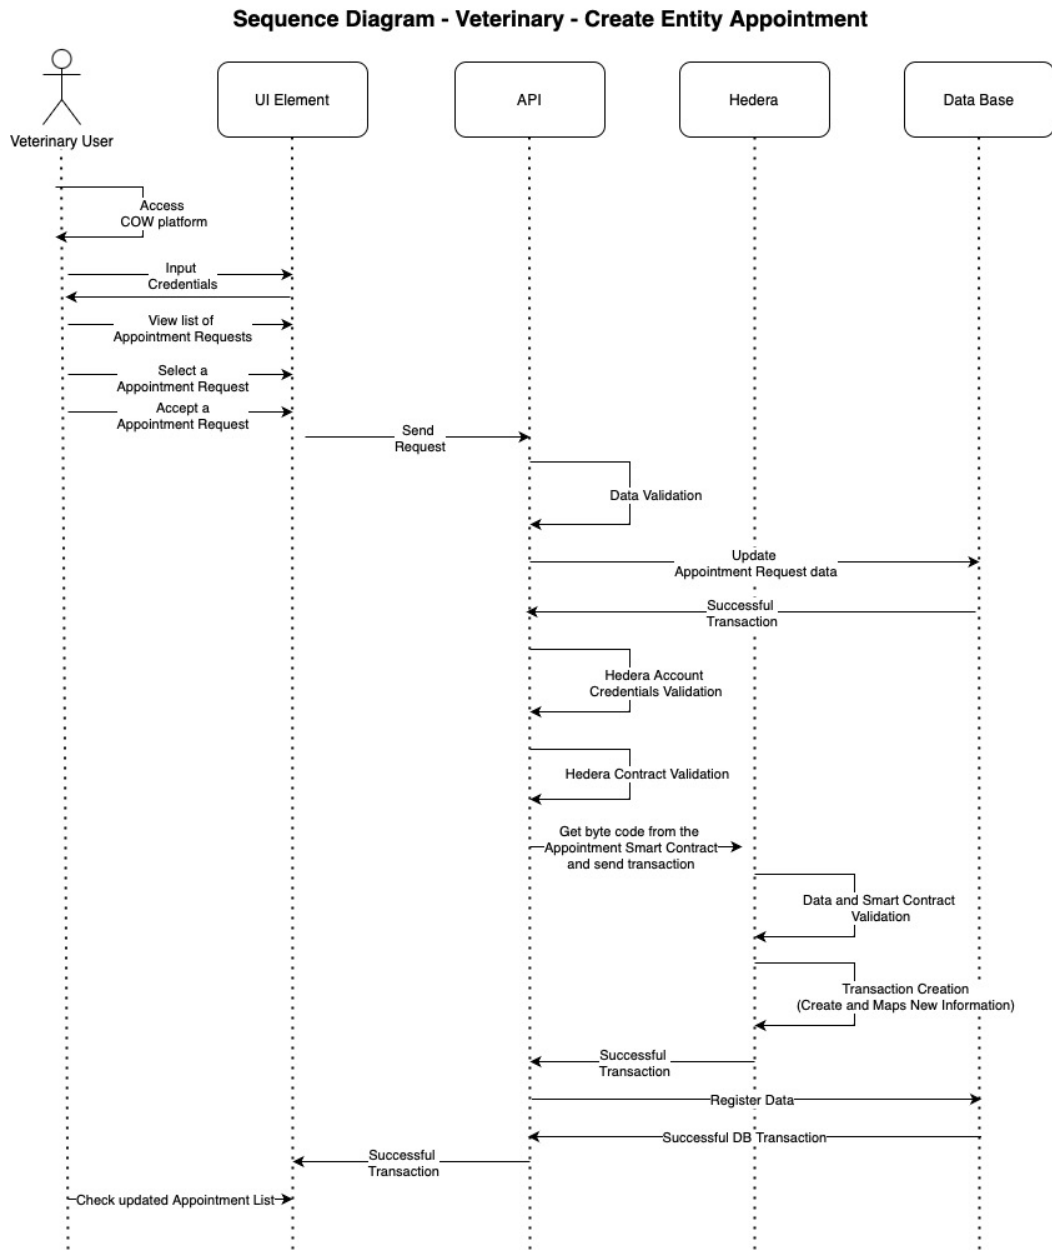 Sequence Diagram - Veterinary - Create Entity Appointment
Veterinary User
UI Element
API
Hedera
Data Base
Access
COW platform
Input
Credentials
View list of
Appointment Requests
Select a
Appointment Request
Accept a
Appointment Request
Send
Request
Data Validation
Update
Appointment Request data
Successful
Transaction
Hedera Account
Credentials Validation
Hedera Contract Validation
Get byte code from the
Appointment Smart Contract
and send transaction
Data and Smart Contract
Validation
Transaction Creation
(Create and Maps New Information)
Successful
Transaction
Register Data
Successful DB Transaction
Successful
Transaction
Check updated Appointment List